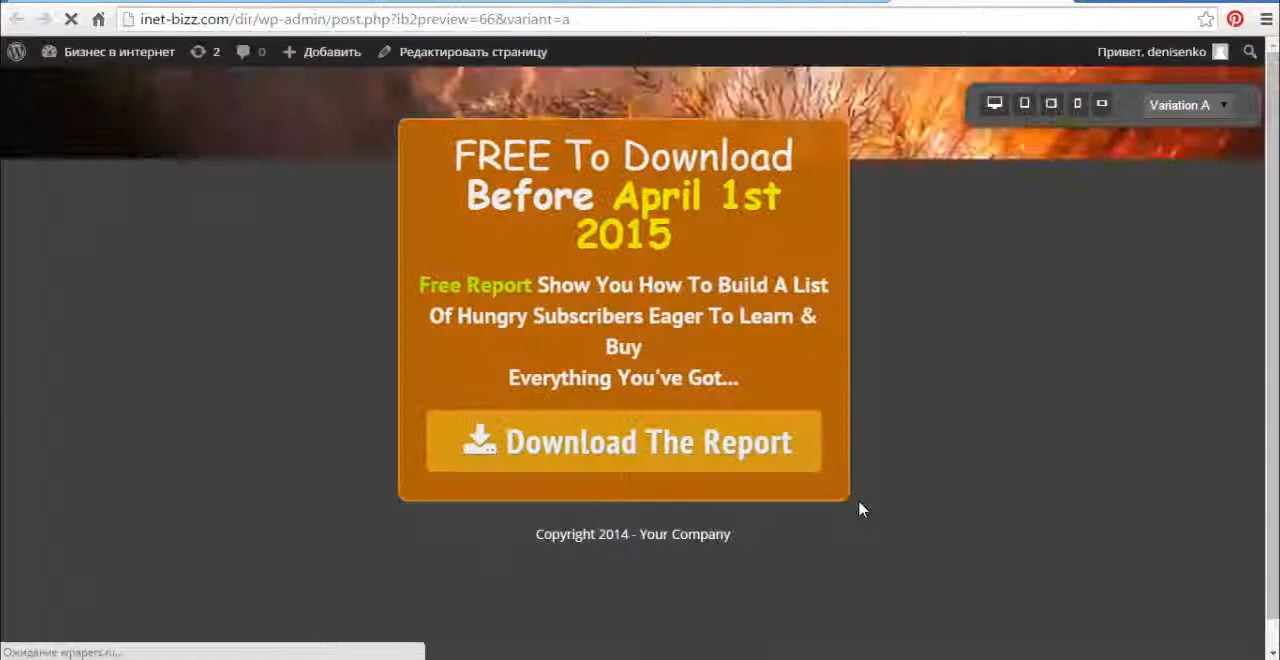 inet-bizz.com/dir/wp-admin/post.php?ib2preview=66&variant=a
Бизнес в интернет 2 0 Добавить Редактировать страницу Привет, denisenko
Variation A
FREE To Download
Before April 1st
2015
Free Report Show You How To Build A List
Of Hungry Subscribers Eager To Learn &
Buy
Everything You've Got...
Download The Report
Copyright 2014 - Your Company
Ожидание wpapers.ru...